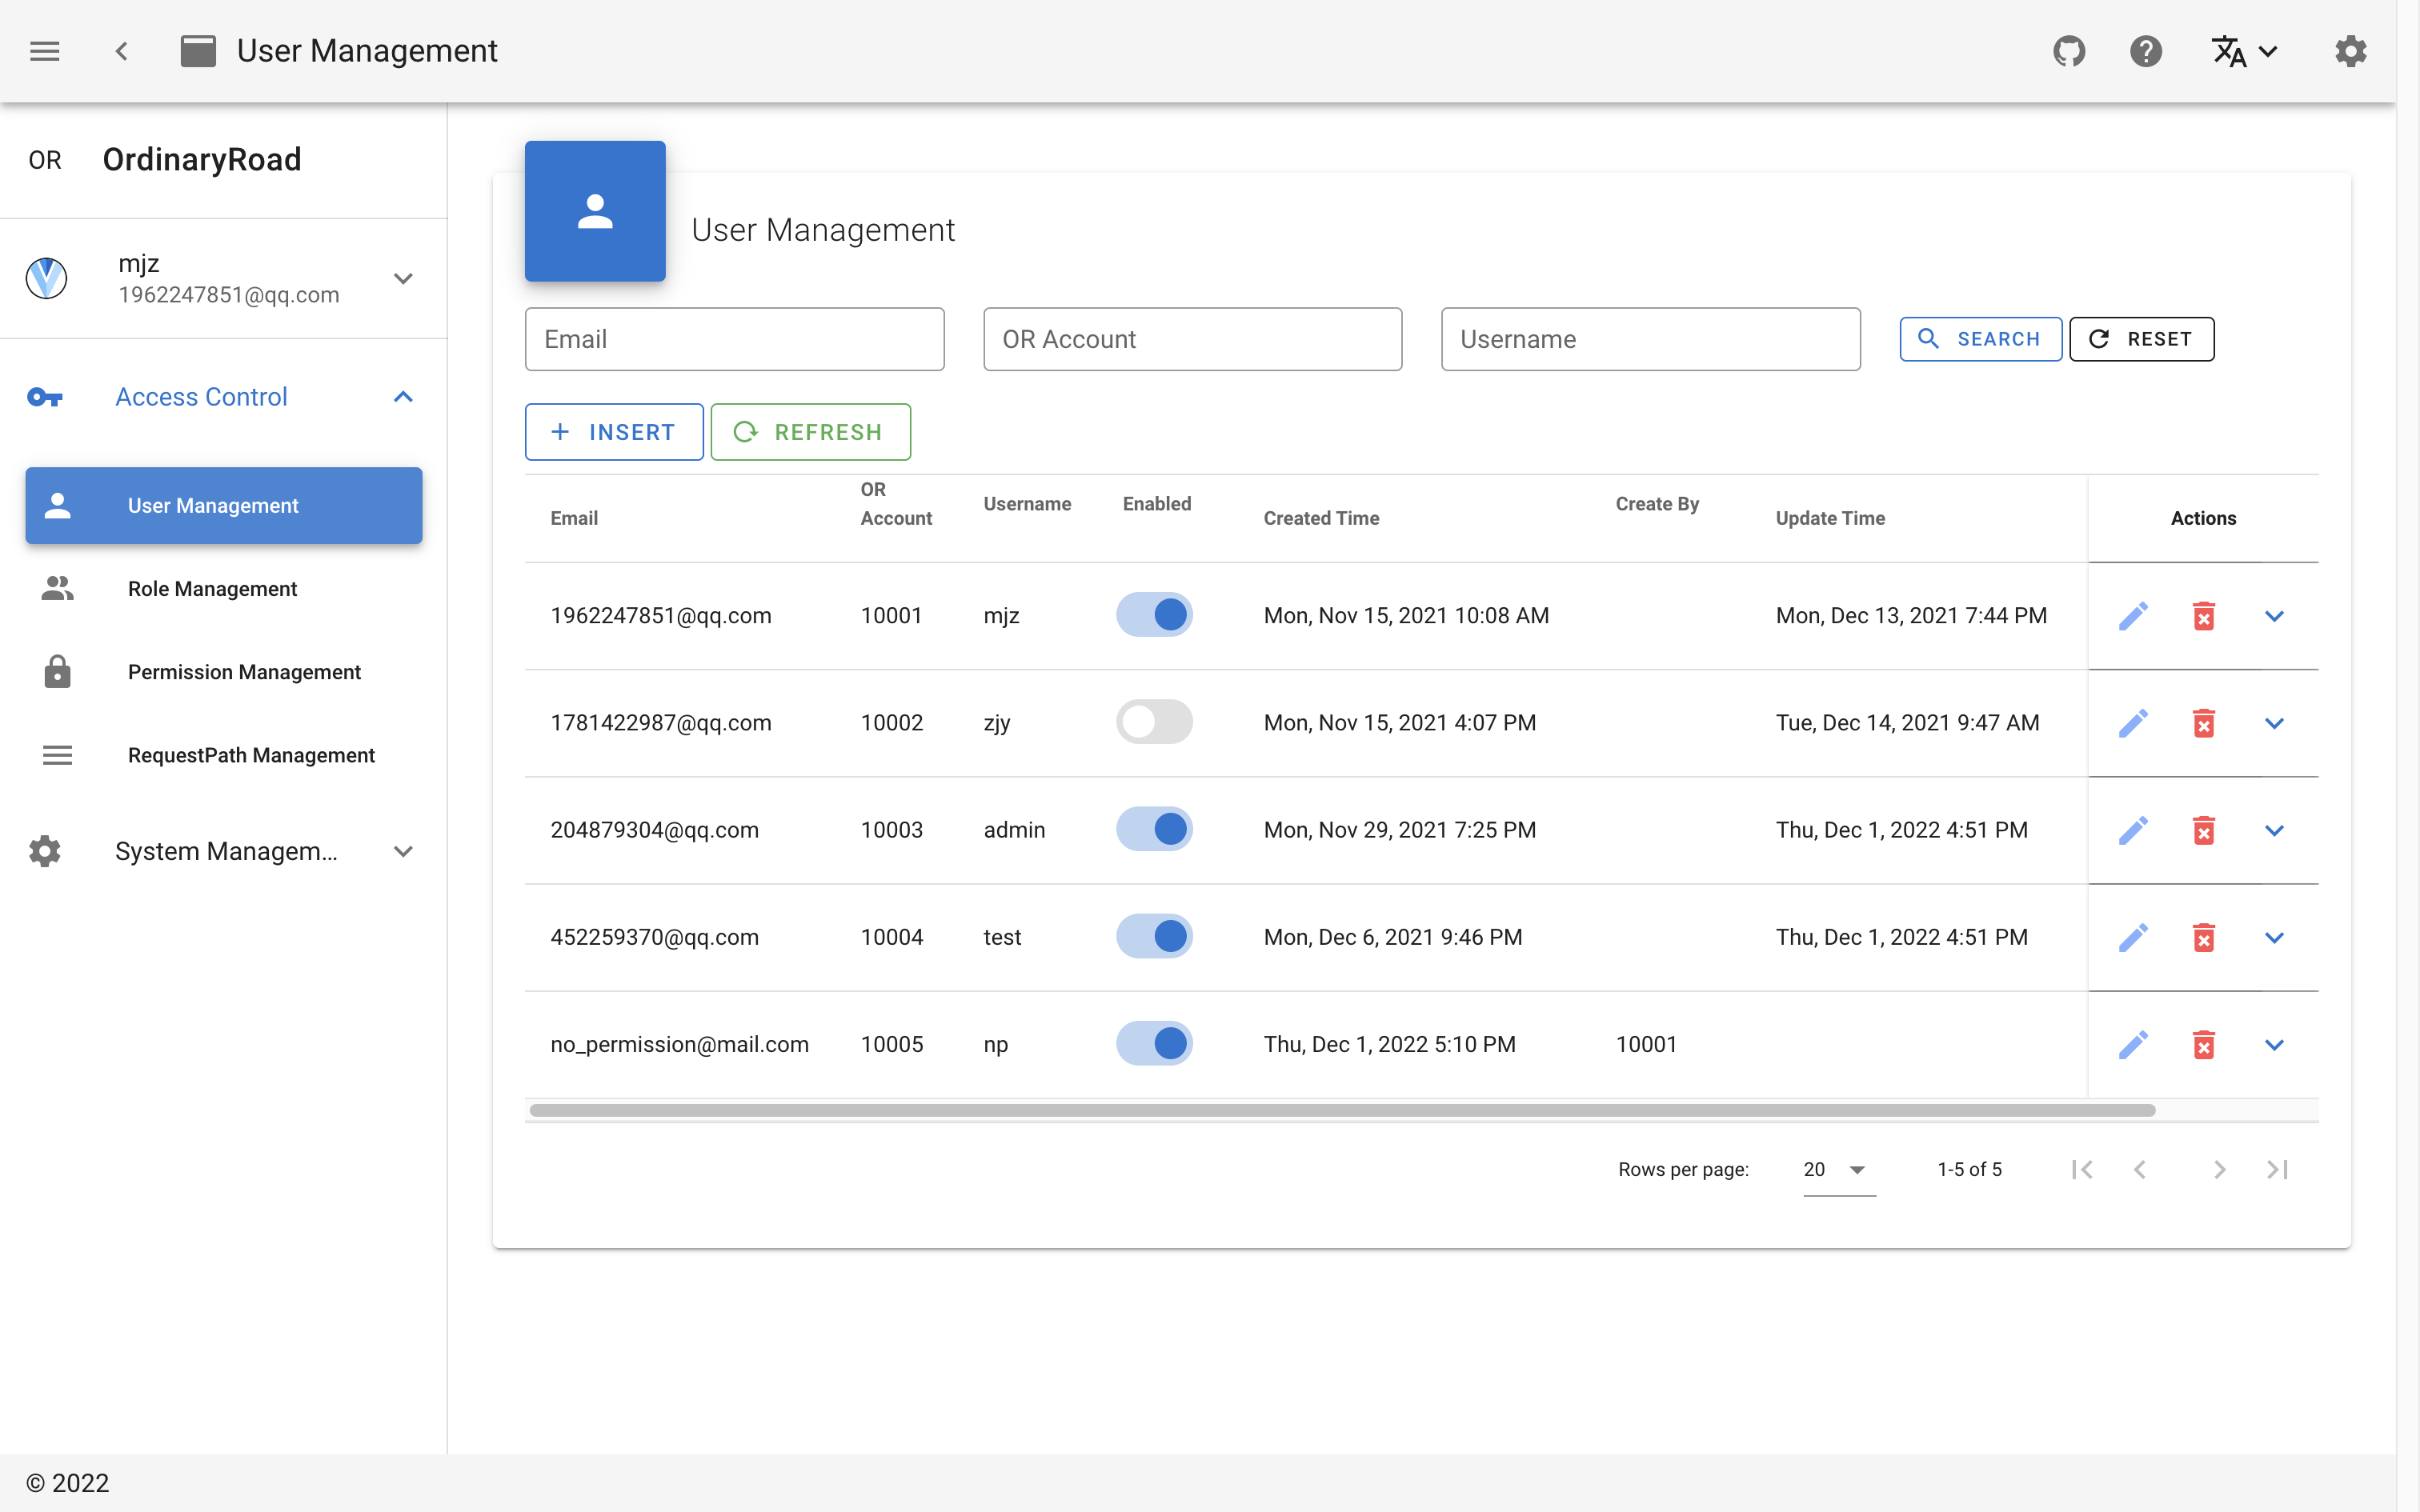 User Management
OR OrdinaryRoad
mjz
1962247851@qq.com
Access Control
User Management
Role Management
Permission Management
RequestPath Management
System Managem...
User Management
Email OR Account Username SEARCH RESET
INSERT REFRESH
Email OR Account Username Enabled Created Time Create By Update Time Actions
1962247851@qq.com 10001 mjz Mon, Nov 15, 2021 10:08 AM Mon, Dec 13, 2021 7:44 PM
1781422987@qq.com 10002 zjy Mon, Nov 15, 2021 4:07 PM Tue, Dec 14, 2021 9:47 AM
204879304@qq.com 10003 admin Mon, Nov 29, 2021 7:25 PM Thu, Dec 1, 2022 4:51 PM
452259370@qq.com 10004 test Mon, Dec 6, 2021 9:46 PM Thu, Dec 1, 2022 4:51 PM
no_permission@mail.com 10005 np Thu, Dec 1, 2022 5:10 PM 10001
Rows per page: 20 1-5 of 5
© 2022